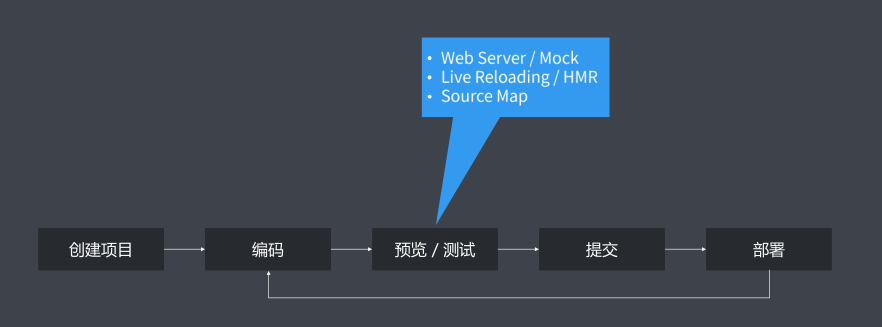 • Web Server / Mock
• Live Reloading / HMR
• Source Map
创建项目
编码
预览 / 测试
提交
部署